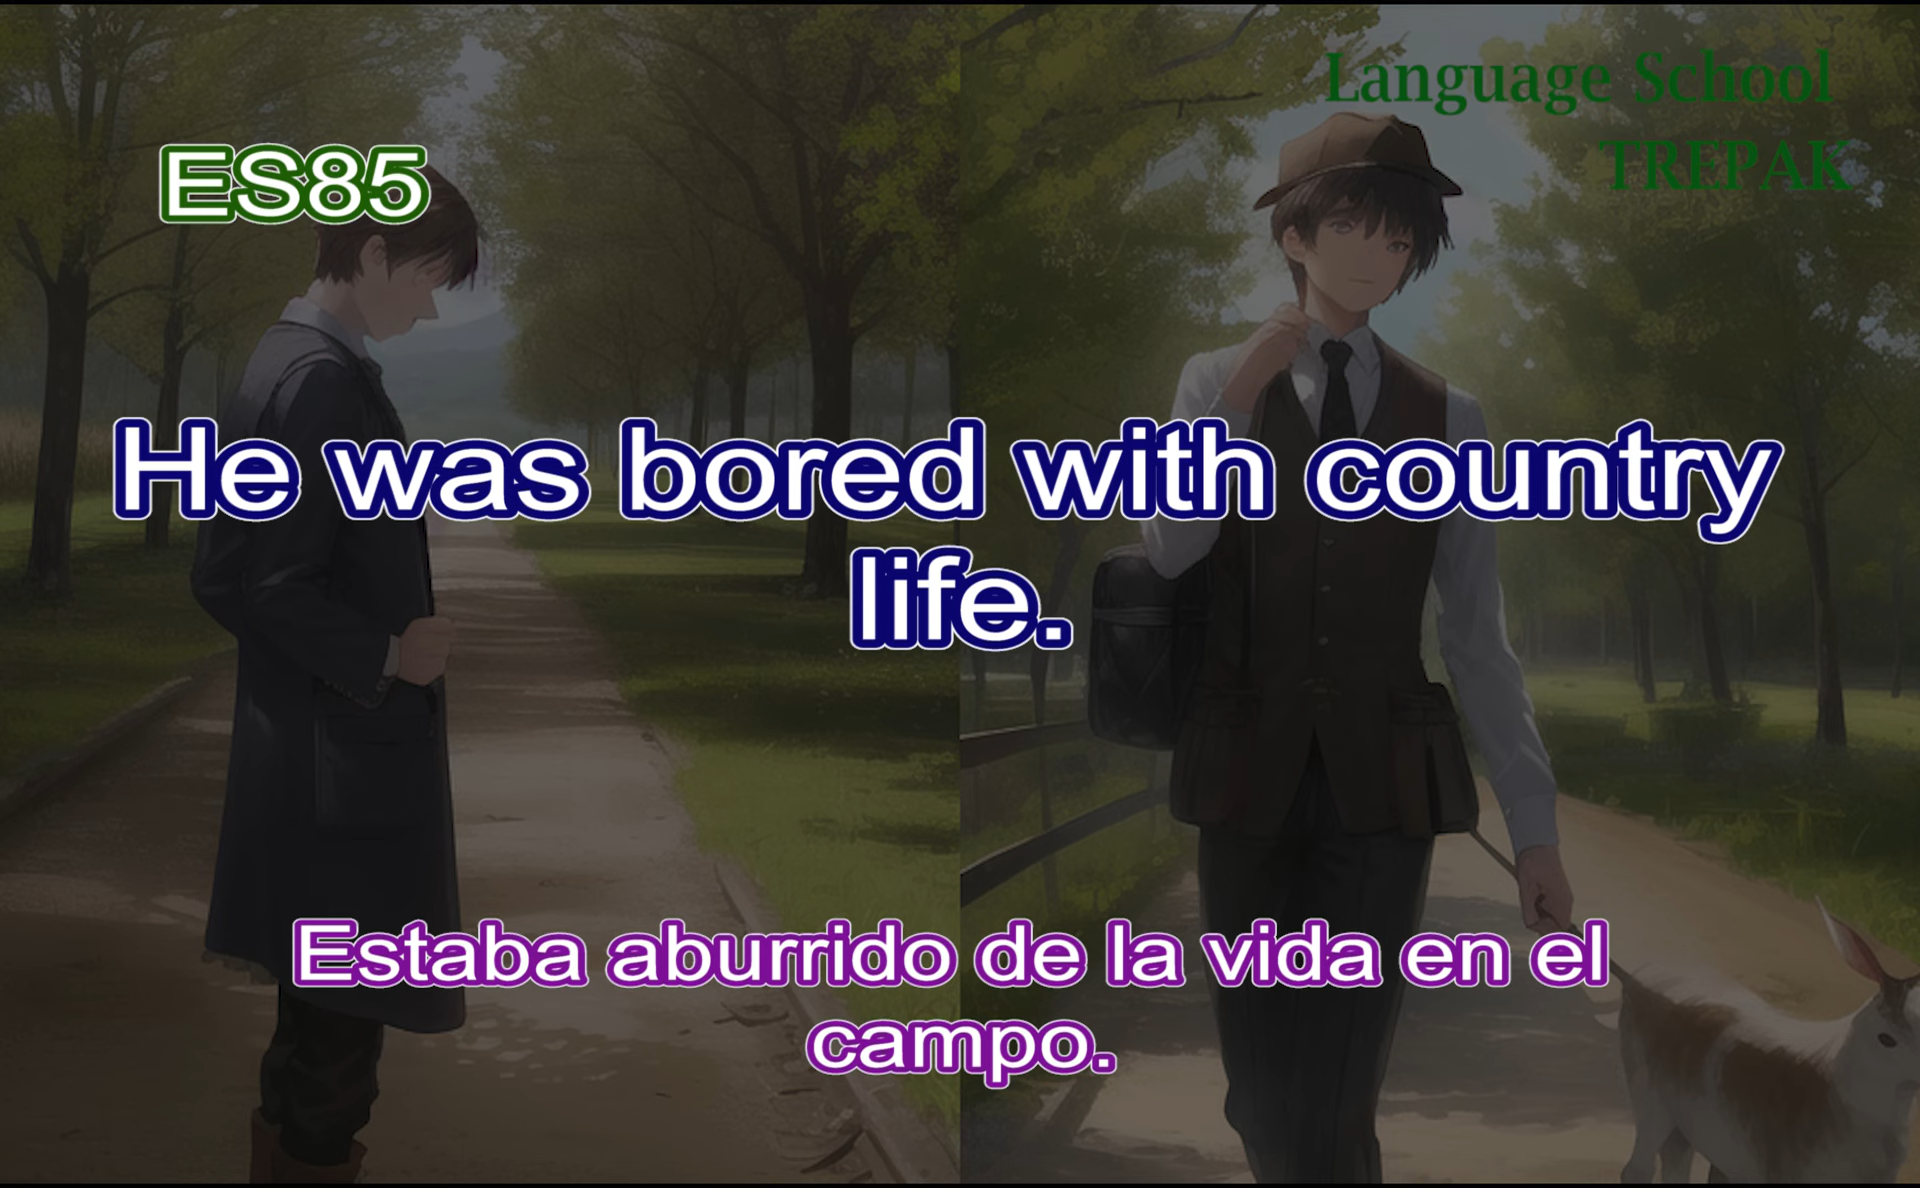 Language School
TREPAK
ES85
He was bored with country
life.
Estaba aburrido de la vida en el
campo.